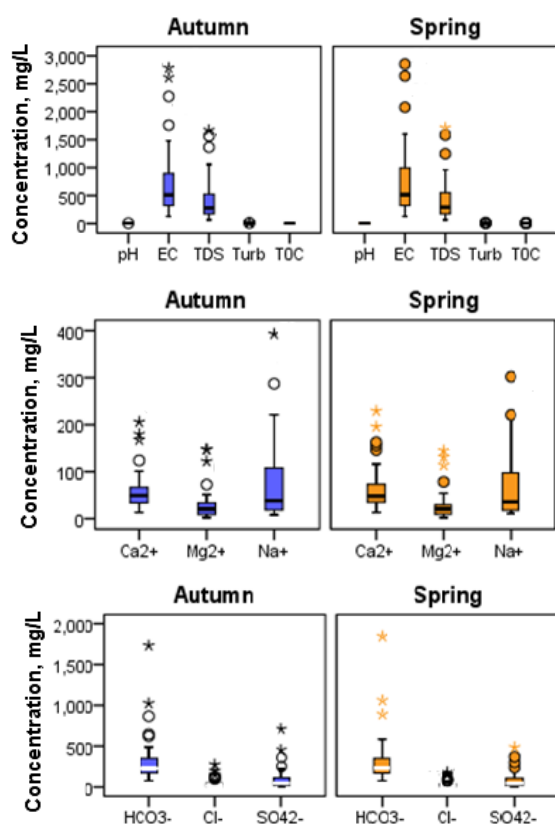 Autumn Spring
Concentration, mg/L
3,000
2,500
2,000
1,500
1,000
500
0
pH EC TDS Turb T0C pH EC TDS Turb T0C
Autumn Spring
Concentration, mg/L
400
300
200
100
0
Ca2+ Mg2+ Na+ Ca2+ Mg2+ Na+
Autumn Spring
Concentration, mg/L
2,000
1,500
1,000
500
0
HCO3- Cl- SO42- HCO3- Cl- SO42-